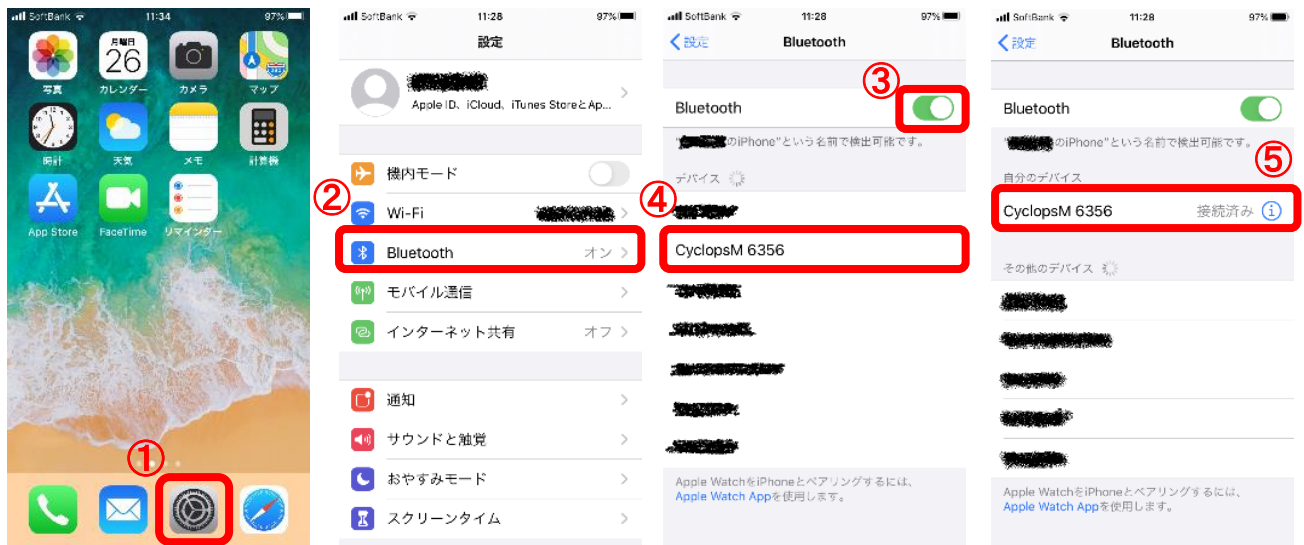 SoftBank 11:34 97%
月曜日
26
写真 カレンダー カメラ マップ
時計 天気 メモ 計算機
App Store FaceTime リマインダー
①
SoftBank 11:28 97%
設定
Apple ID、iCloud、iTunes StoreとAp...
機内モード
②
Wi-Fi
Bluetooth オン
モバイル通信
インターネット共有 オフ
通知
サウンドと触覚
おやすみモード
スクリーンタイム
SoftBank 11:28 97%
設定 Bluetooth
③
Bluetooth
のiPhone"という名前で検出可能です。
デバイス
④
CyclopsM 6356
Apple WatchをiPhoneとペアリングするには、
Apple Watch Appを使用します。
SoftBank 11:28 97%
設定 Bluetooth
Bluetooth
のiPhone"という名前で検出可能です。
⑤
自分のデバイス
CyclopsM 6356 接続済み
その他のデバイス
Apple WatchをiPhoneとペアリングするには、
Apple Watch Appを使用します。